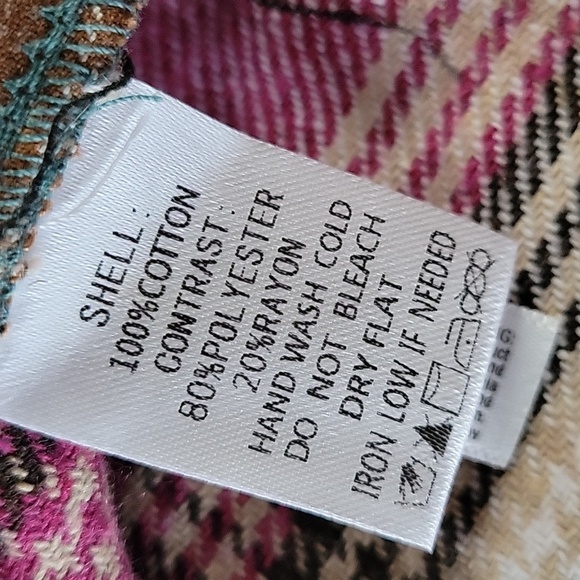 SHELL:
100%COTTON
CONTRAST:
80%POLYESTER
20%RAYON
HAND WASH COLD
DO NOT BLEACH
DRY FLAT
IRON LOW IF NEEDED